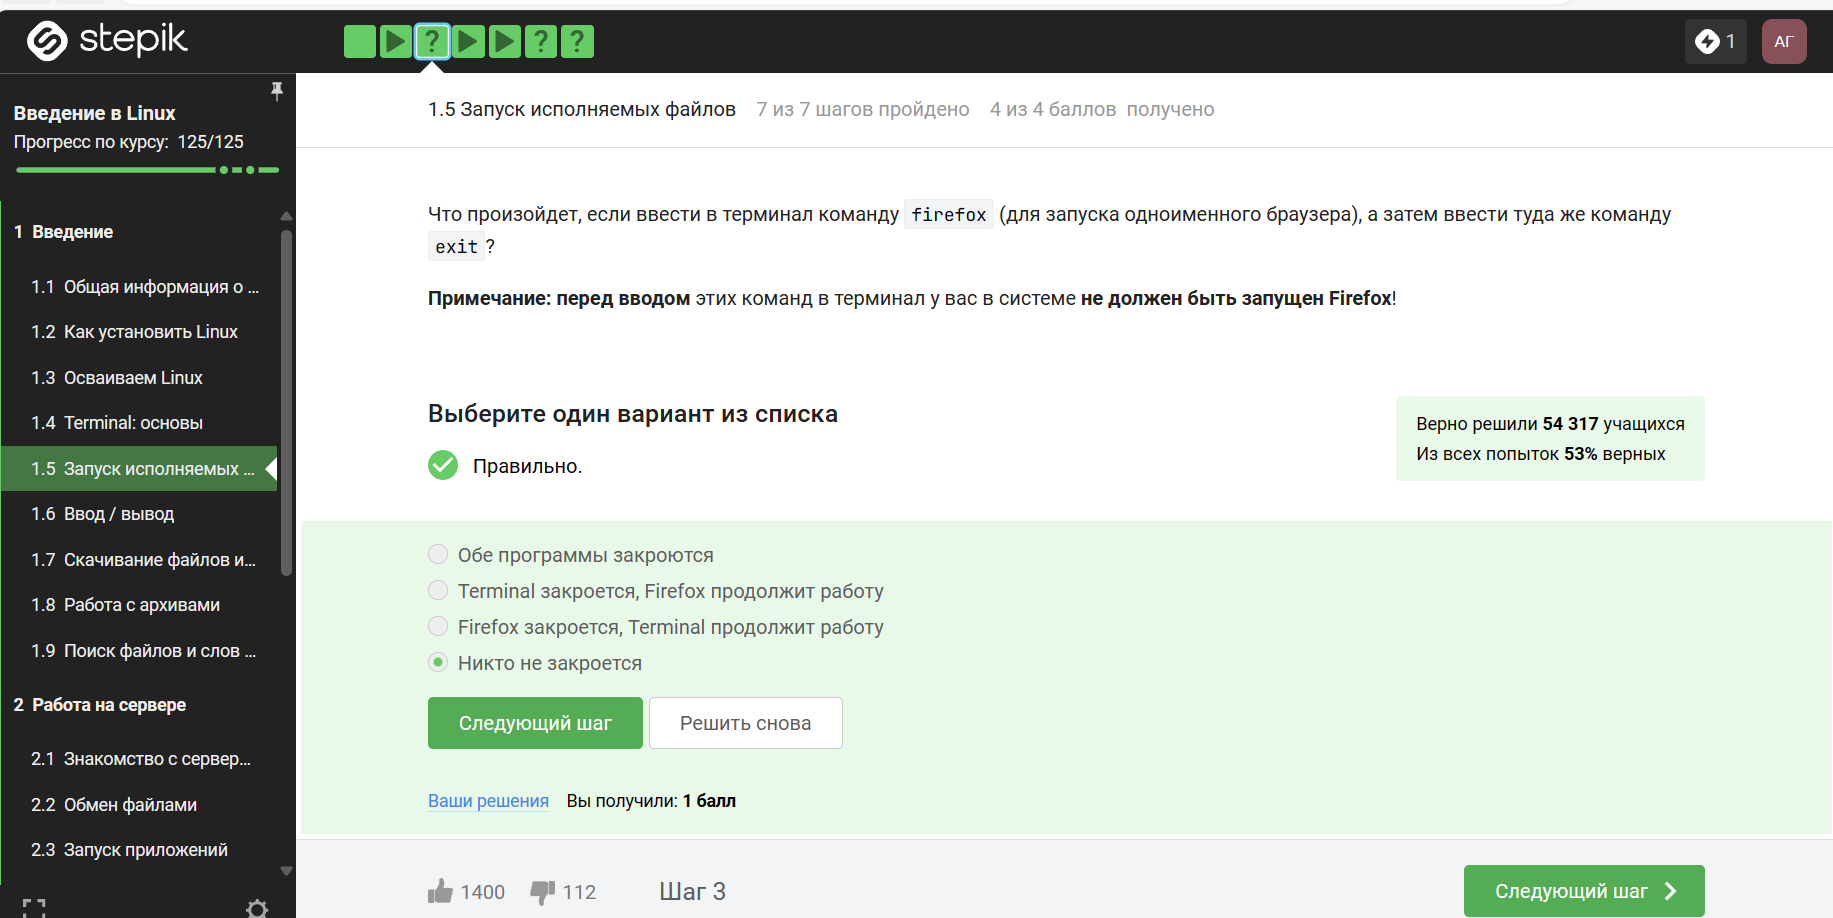 stepik
? ? ?
1
АГ
Введение в Linux
Прогресс по курсу: 125/125
1 Введение
1.1 Общая информация о ...
1.2 Как установить Linux
1.3 Осваиваем Linux
1.4 Terminal: основы
1.5 Запуск исполняемых ...
1.6 Ввод / вывод
1.7 Скачивание файлов и...
1.8 Работа с архивами
1.9 Поиск файлов и слов ...
2 Работа на сервере
2.1 Знакомство с сервер...
2.2 Обмен файлами
2.3 Запуск приложений
1.5 Запуск исполняемых файлов 7 из 7 шагов пройдено 4 из 4 баллов получено
Что произойдет, если ввести в терминал команду firefox (для запуска одноименного браузера), а затем ввести туда же команду
exit ?
Примечание: перед вводом этих команд в терминал у вас в системе не должен быть запущен Firefox!
Выберите один вариант из списка
Правильно.
Верно решили 54 317 учащихся
Из всех попыток 53% верных
Обе программы закроются
Terminal закроется, Firefox продолжит работу
Firefox закроется, Terminal продолжит работу
Никто не закроется
Следующий шаг
Решить снова
Ваши решения Вы получили: 1 балл
1400 112 Шаг 3
Следующий шаг